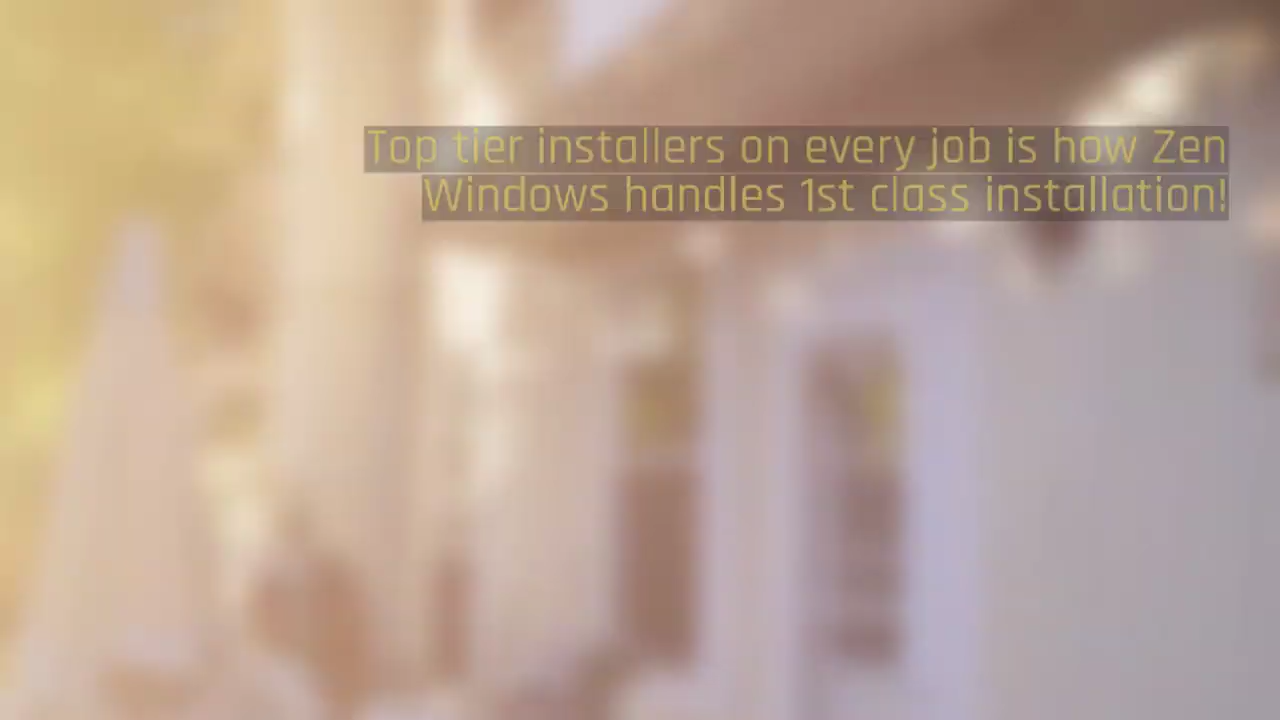 Top tier installers on every job is how Zen
Windows handles 1st class installation!